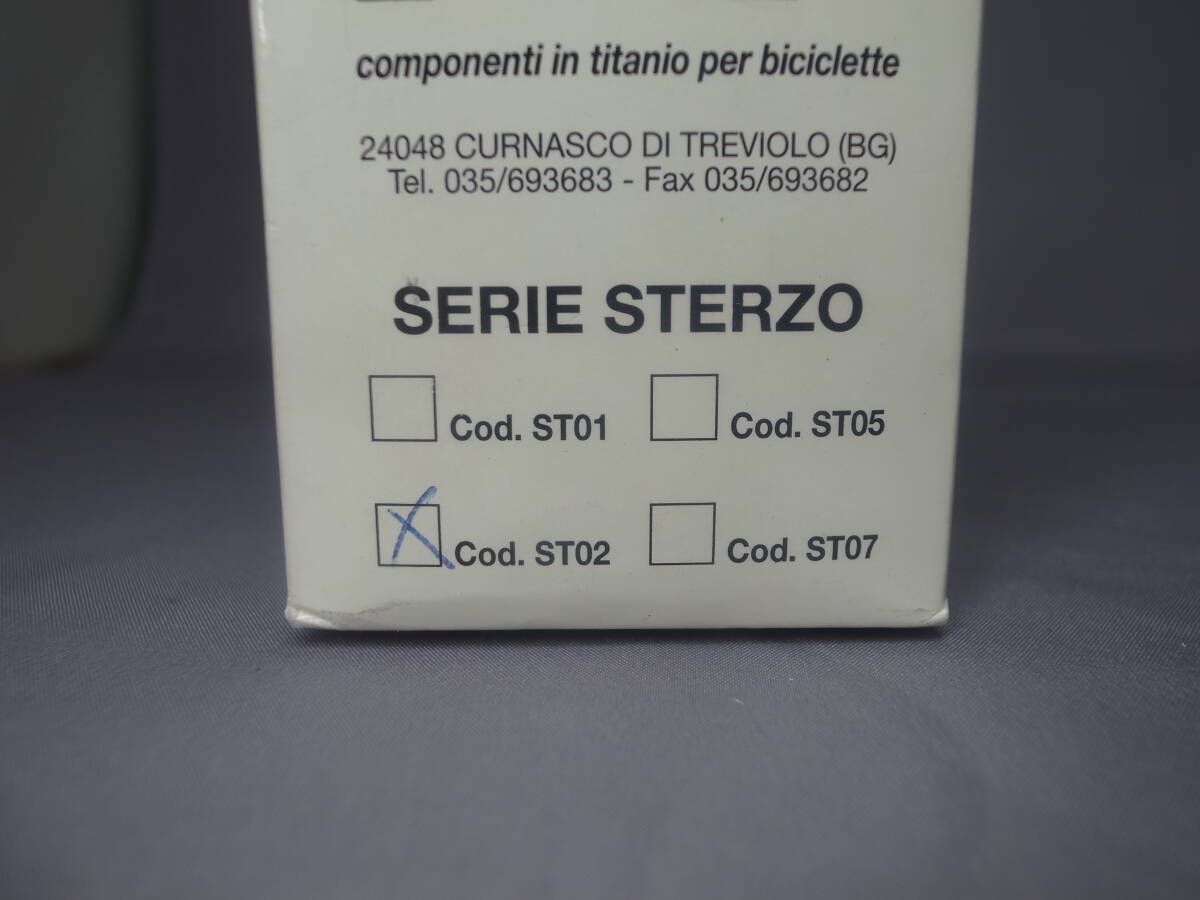 componenti in titanio per biciclette
24048 CURNASCO DI TREVIOLO (BG)
Tel. 035/693683 - Fax 035/693682
SERIE STERZO
Cod. ST01 Cod. ST05
Cod. ST02 Cod. ST07